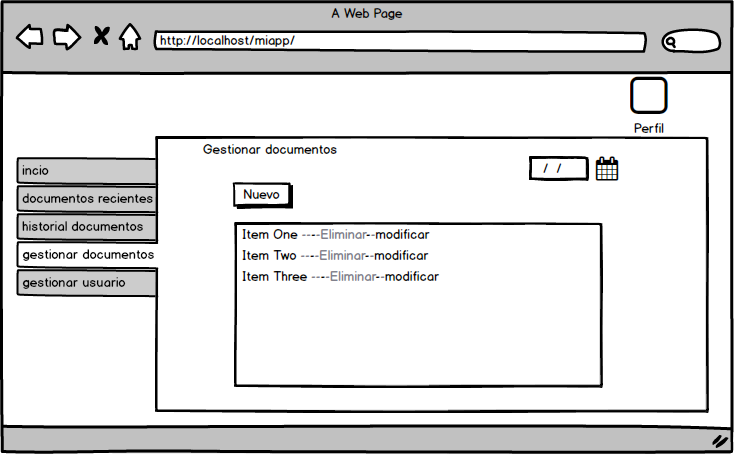 A Web Page
http://localhost/miapp/
Perfil
Gestionar documentos
/ /
incio
Nuevo
documentos recientes
historial documentos
gestionar documentos
gestionar usuario
Item One ----Eliminar--modificar
Item Two ----Eliminar--modificar
Item Three ----Eliminar--modificar